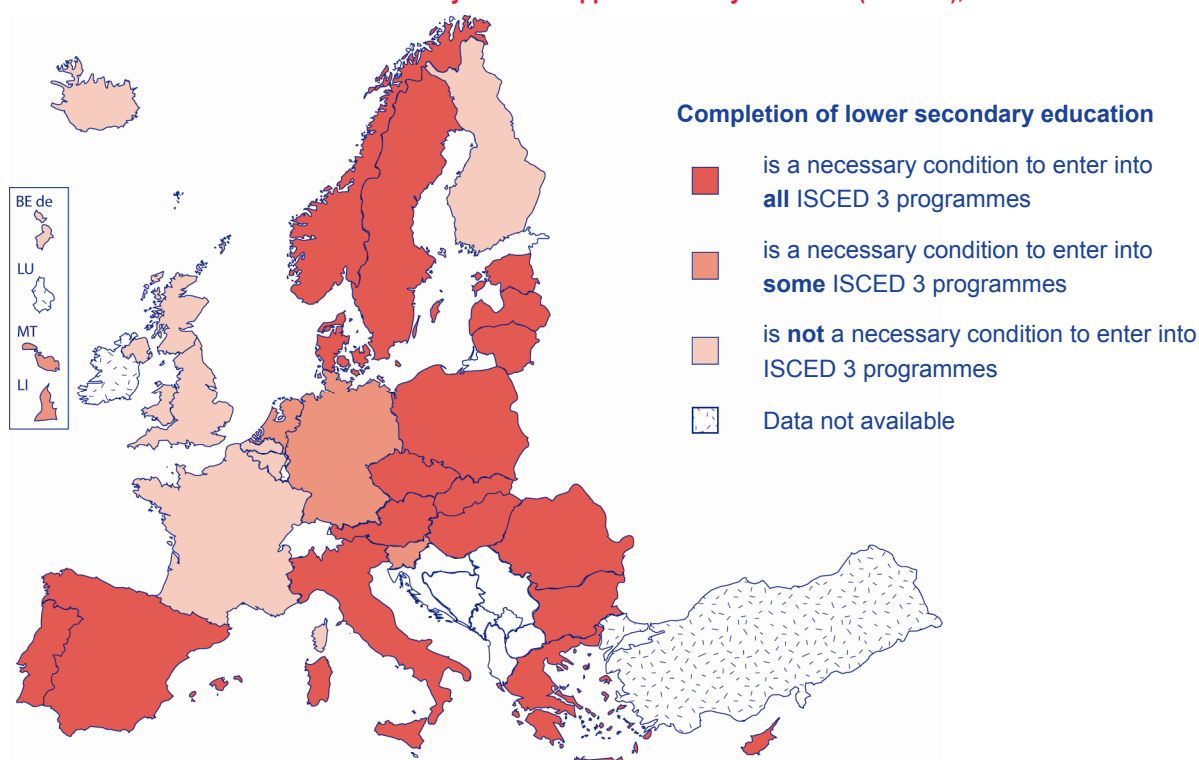 Completion of lower secondary education
is a necessary condition to enter into
all ISCED 3 programmes
is a necessary condition to enter into
some ISCED 3 programmes
is not a necessary condition to enter into
ISCED 3 programmes
Data not available
BE de
LU
MT
LI